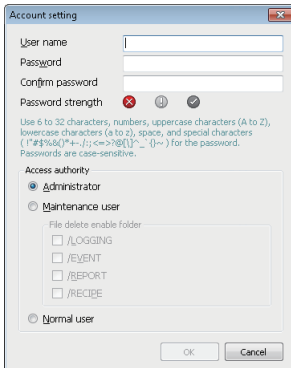 Account setting
User name
Password
Confirm password
Password strength
Use 6 to 32 characters, numbers, uppercase characters (A to Z),
lowercase characters (a to z), space, and special characters
( !"#$%&()*+-./:;<=>?@[\]^_`{}~ ) for the password.
Passwords are case-sensitive.
Access authority
Administrator
Maintenance user
File delete enable folder
/LOGGING
/EVENT
/REPORT
/RECIPE
Normal user
OK
Cancel